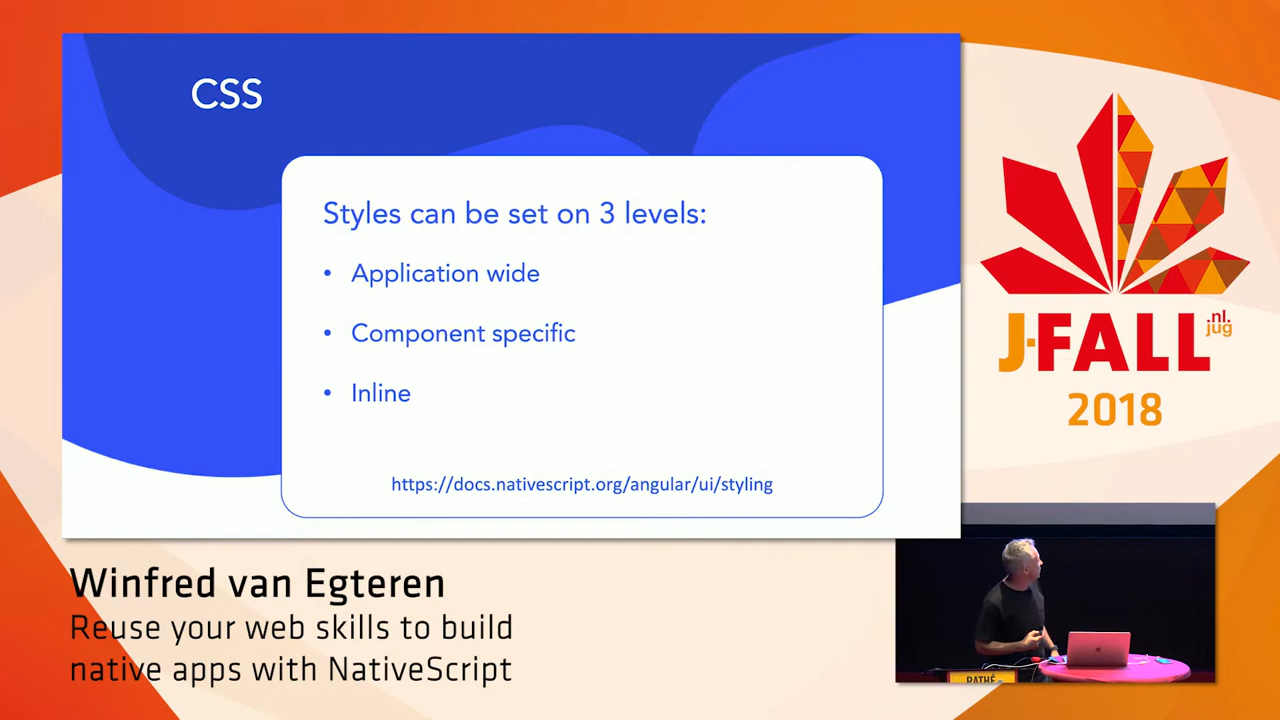 CSS
Styles can be set on 3 levels:
• Application wide
• Component specific
• Inline
https://docs.nativescript.org/angular/ui/styling
J-FALL
nl.
jug
2018
Winfred van Egteren
Reuse your web skills to build
native apps with NativeScript
PATHÉ